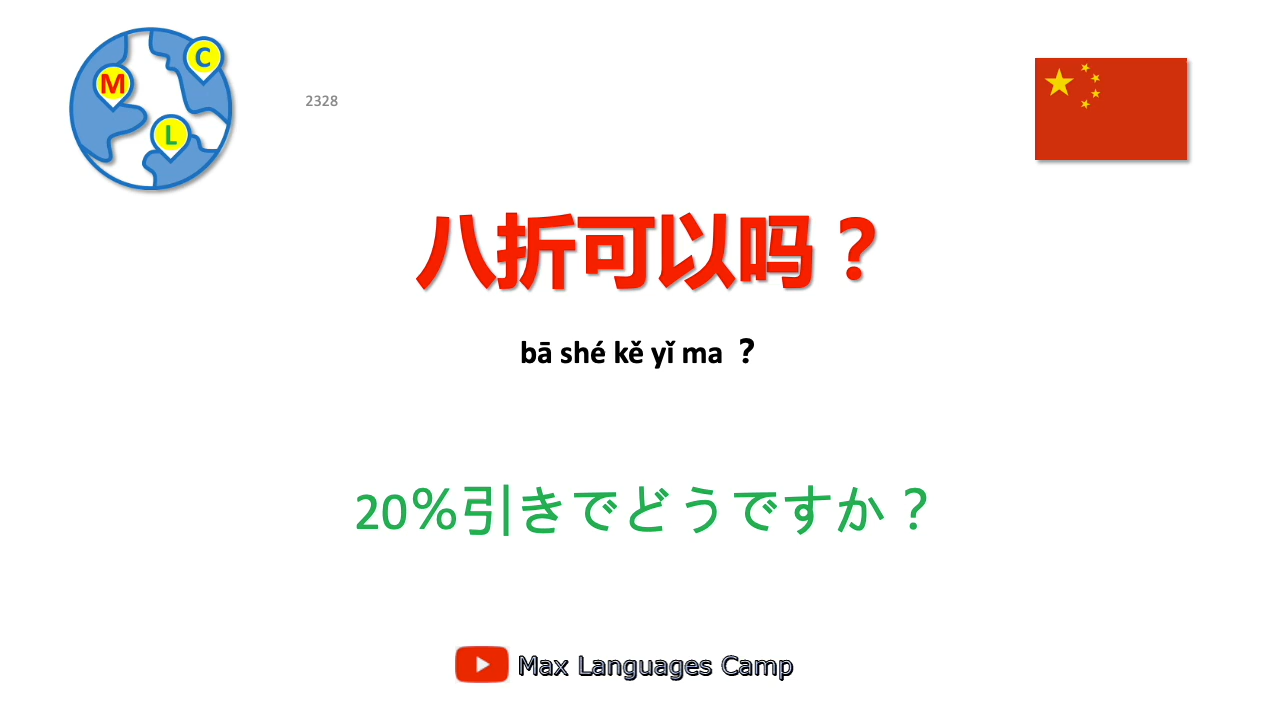 M
C
L
2328
八折可以吗？
bā shé kě yǐ ma ？
20%引きでどうですか？
Max Languages Camp